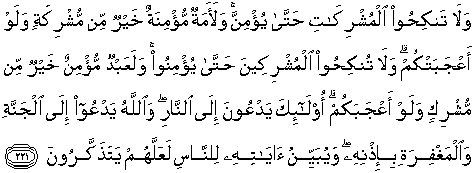 وَلَا تَنكِحُوا۟ ٱلْمُشْرِكَـٰتِ حَتَّىٰ يُؤْمِنَّ ۚ وَلَأَمَةٌ مُّؤْمِنَةٌ خَيْرٌ مِّن مُّشْرِكَةٍ وَلَوْ
أَعْجَبَتْكُمْ ۗ وَلَا تُنكِحُوا۟ ٱلْمُشْرِكِينَ حَتَّىٰ يُؤْمِنُوا۟ ۚ وَلَعَبْدٌ مُّؤْمِنٌ خَيْرٌ مِّن
مُّشْرِكٍ وَلَوْ أَعْجَبَكُمْ ۗ أُو۟لَـٰٓئِكَ يَدْعُونَ إِلَى ٱلنَّارِ ۖ وَٱللَّهُ يَدْعُوٓا۟ إِلَى ٱلْجَنَّةِ
وَٱلْمَغْفِرَةِ بِإِذْنِهِۦ ۖ وَيُبَيِّنُ ءَايَـٰتِهِۦ لِلنَّاسِ لَعَلَّهُمْ يَتَذَكَّرُونَ ﴿٢٢١﴾